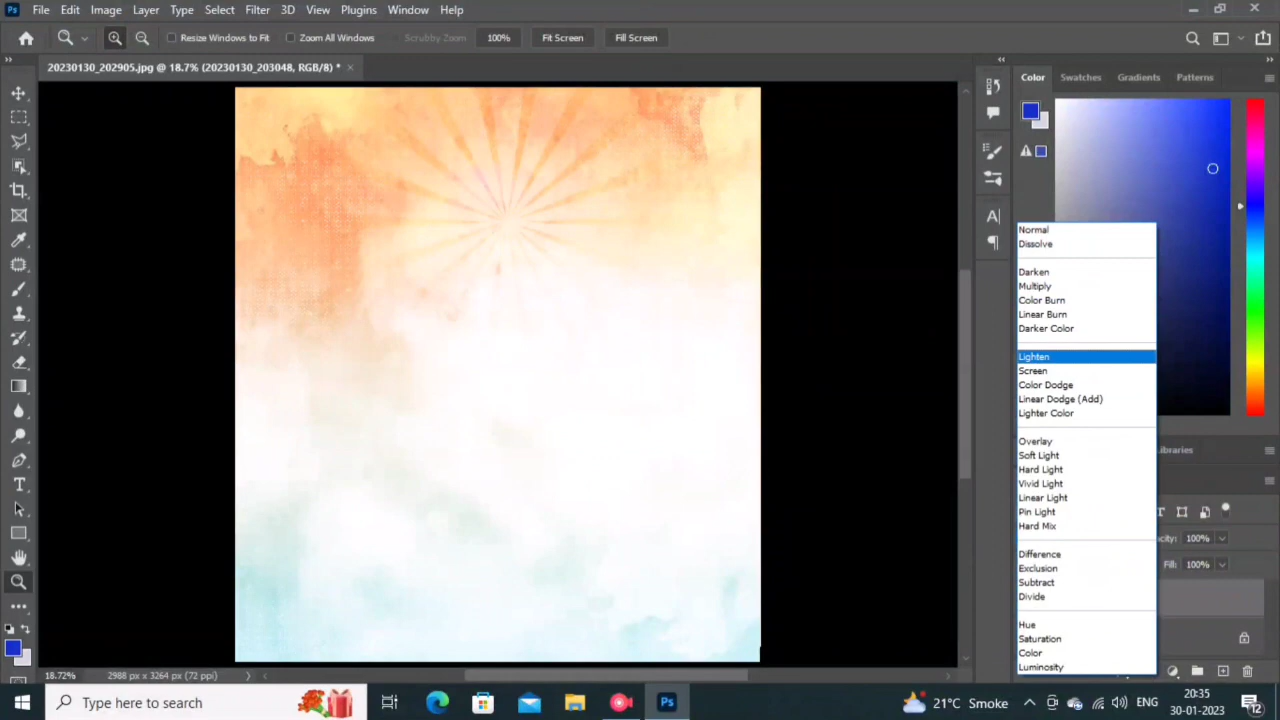 Ps File Edit Image Layer Type Select Filter 3D View Plugins Window Help
Resize Windows to Fit Zoom All Windows Scrubby Zoom 100% Fit Screen Fill Screen
20230130_202905.jpg @ 18.7% (20230130_203048, RGB/8) *
Color Swatches Gradients Patterns
Normal
Dissolve
Darken
Multiply
Color Burn
Linear Burn
Darker Color
Lighten
Screen
Color Dodge
Linear Dodge (Add)
Lighter Color
Overlay
Soft Light
Hard Light
Vivid Light
Linear Light
Pin Light
Hard Mix
Difference
Exclusion
Subtract
Divide
Hue
Saturation
Color
Luminosity
Libraries
acity: 100%
Fill: 100%
18.72% 2988 px x 3264 px (72 ppi)
Type here to search
Ps
21°C Smoke
ENG
20:35
30-01-2023
12